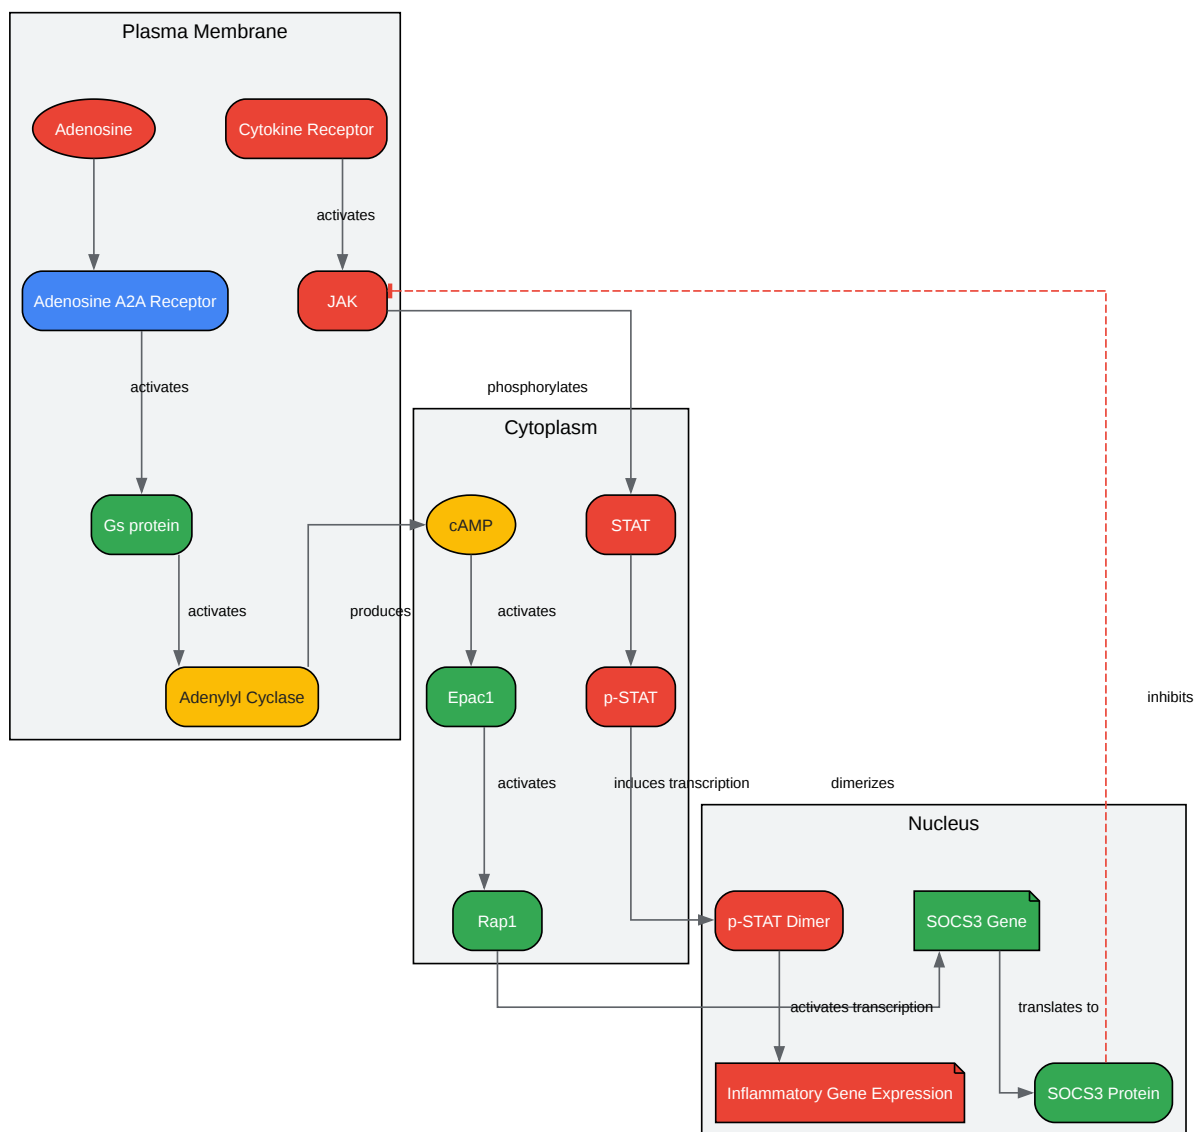 Plasma Membrane
Adenosine
Cytokine Receptor
activates
Adenosine A2A Receptor
JAK
activates
phosphorylates
Cytoplasm
Gs protein
cAMP
STAT
activates
produces
activates
Adenylyl Cyclase
Epac1
p-STAT
inhibits
activates
induces transcription
dimerizes
Nucleus
Rap1
p-STAT Dimer
SOCS3 Gene
activates transcription
translates to
Inflammatory Gene Expression
SOCS3 Protein